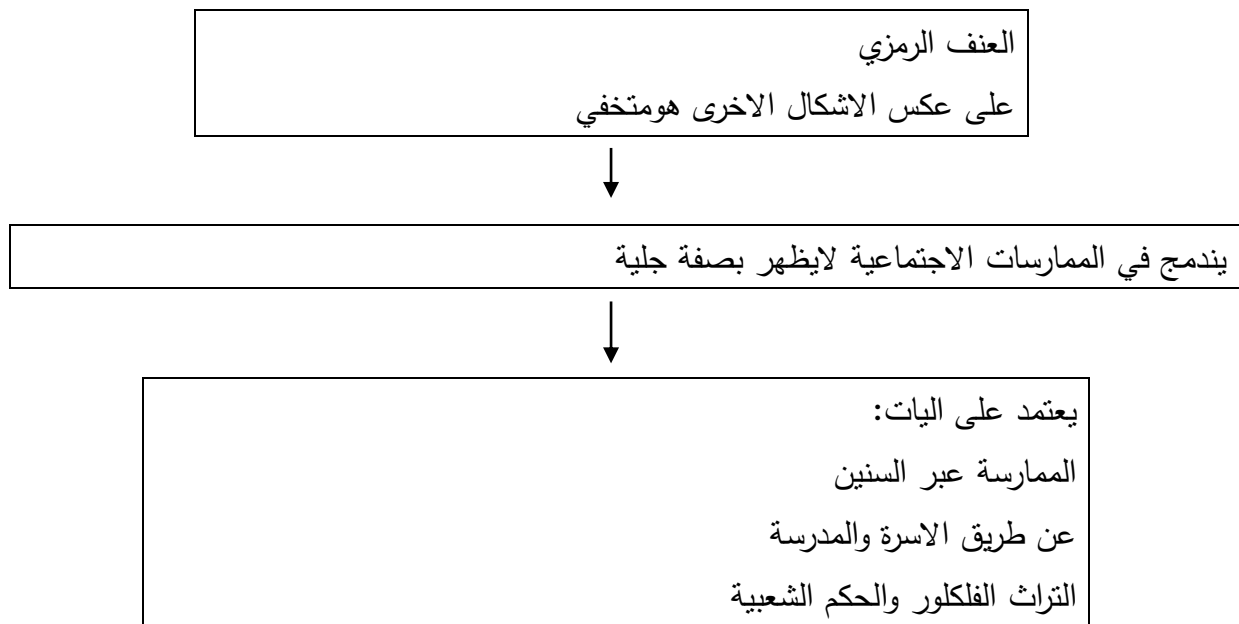 العنف الرمزي
على عكس الاشكال الاخرى هومتخفي
يندمج في الممارسات الاجتماعية لايظهر بصفة جلية
يعتمد على اليات:
الممارسة عبر السنين
عن طريق الاسرة والمدرسة
التراث الفلكلور والحكم الشعبية